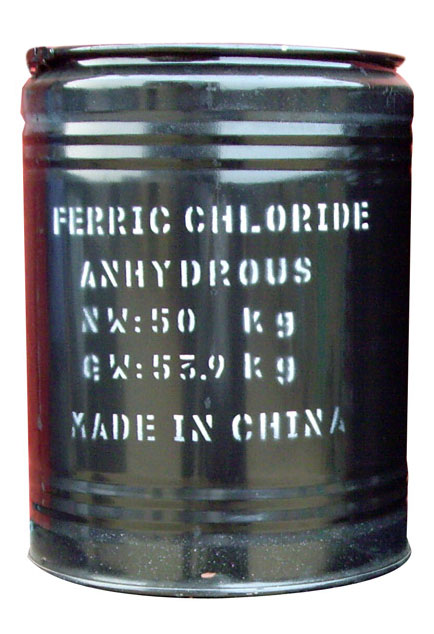 FERRIC CHLORIDE
ANHYDROUS
NW:50 kg
GW:53.9 kg
MADE IN CHINA